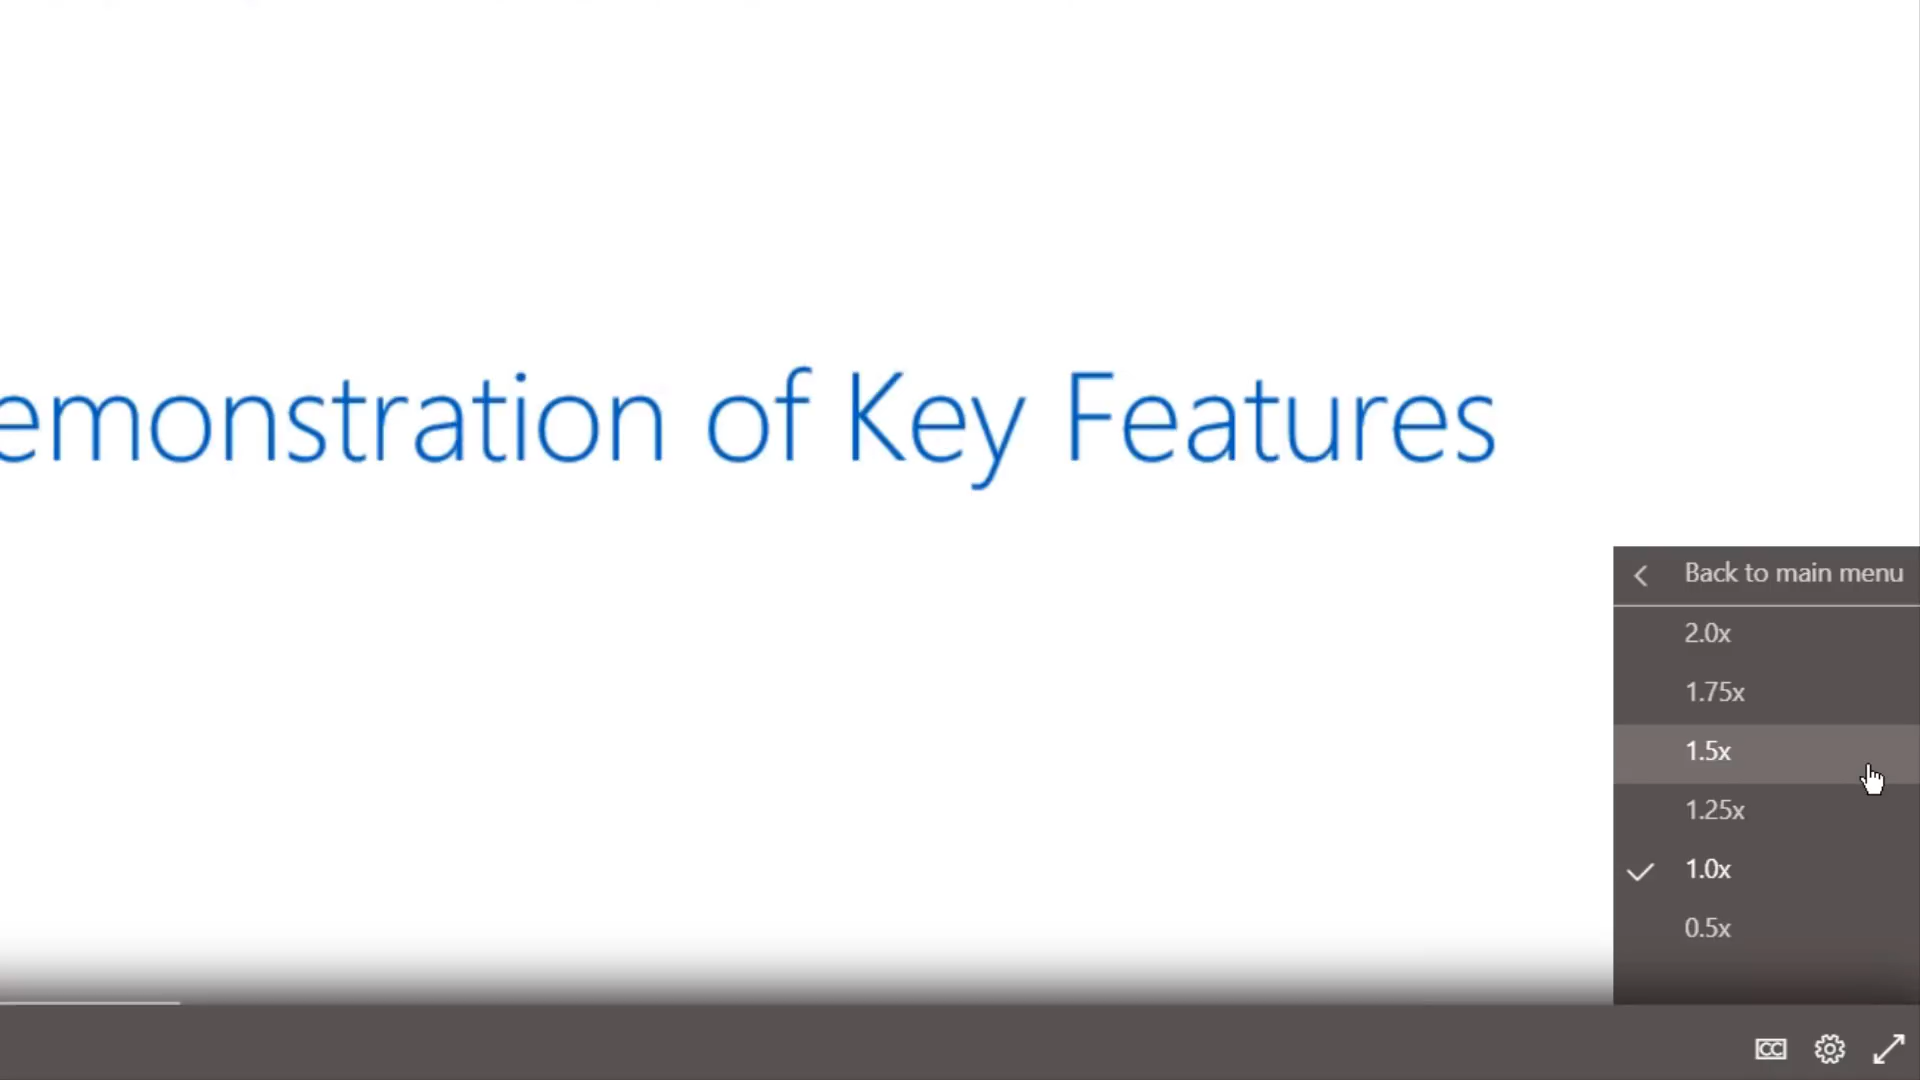 emonstration of Key Features
Back to main menu
2.0x
1.75x
1.5x
1.25x
1.0x
0.5x
CC